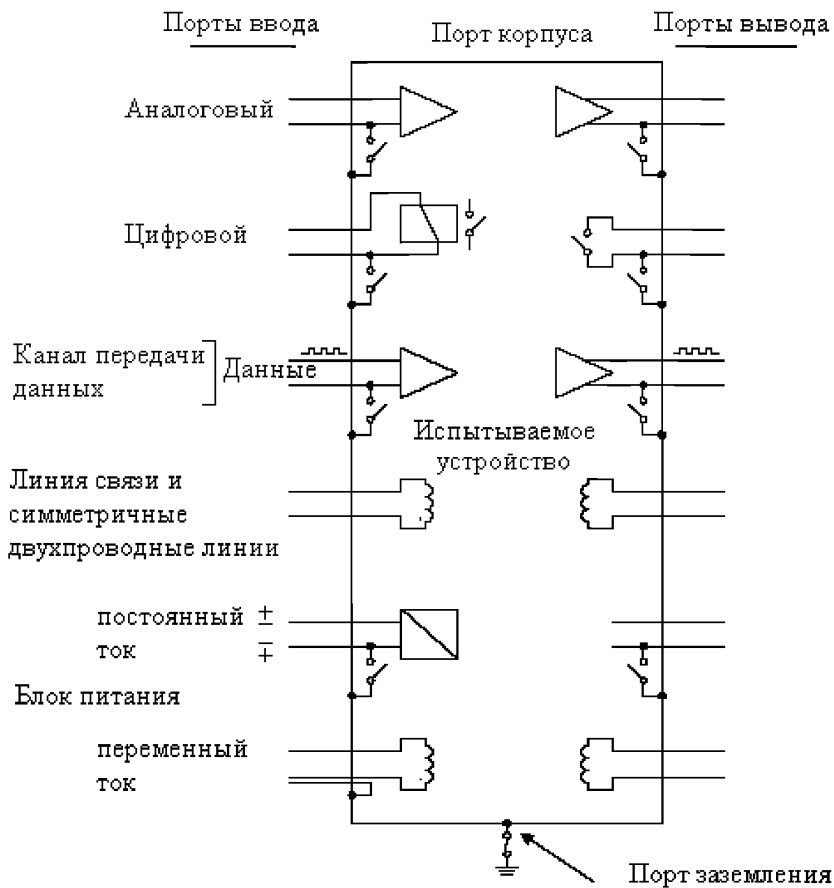 Порты ввода
Порт корпуса
Порты вывода
Аналоговый
Цифровой
Канал передачи
данных
Данные
Испытываемое
устройство
Линия связи и
симметричные
двухпроводные линии
постоянный ±
ток ∓
Блок питания
переменный
ток
Порт заземления